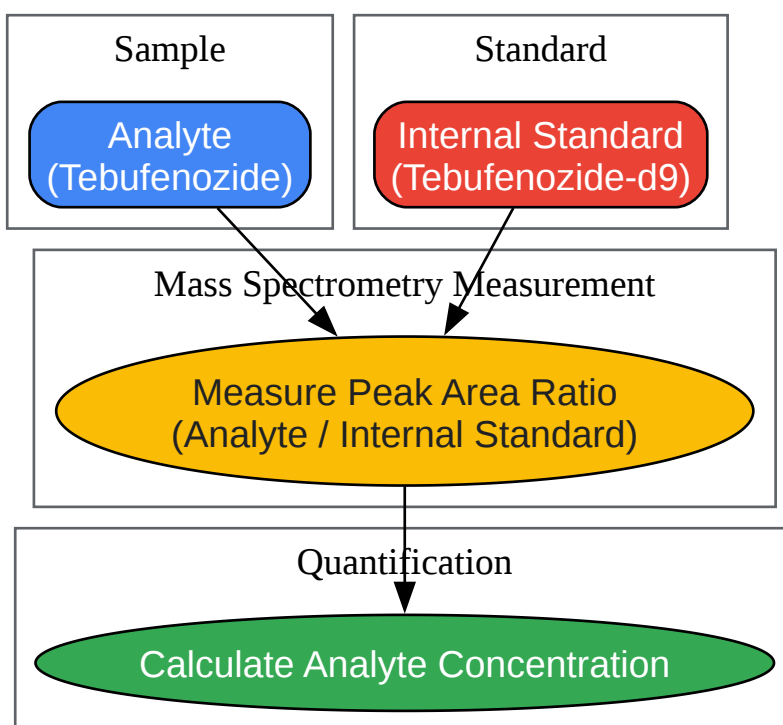 Sample
Standard
Analyte
(Tebufenozide)
Internal Standard
(Tebufenozide-d9)
Mass Spectrometry Measurement
Measure Peak Area Ratio
(Analyte / Internal Standard)
Quantification
Calculate Analyte Concentration